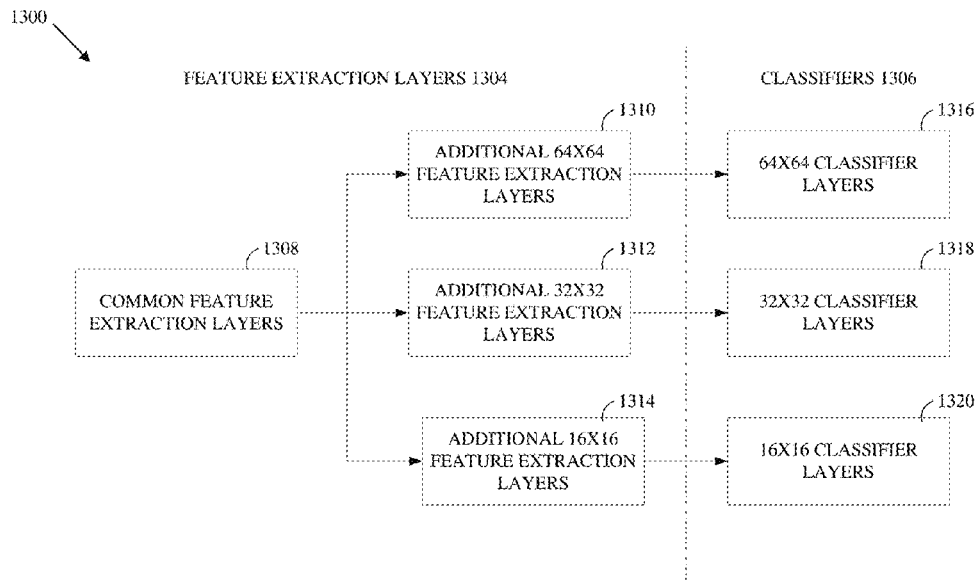 1300
FEATURE EXTRACTION LAYERS 1304
CLASSIFIERS 1306
1310
ADDITIONAL 64X64
FEATURE EXTRACTION
LAYERS
1316
64X64 CLASSIFIER
LAYERS
1308
COMMON FEATURE
EXTRACTION LAYERS
1312
ADDITIONAL 32X32
FEATURE EXTRACTION
LAYERS
1318
32X32 CLASSIFIER
LAYERS
1314
ADDITIONAL 16X16
FEATURE EXTRACTION
LAYERS
1320
16X16 CLASSIFIER
LAYERS